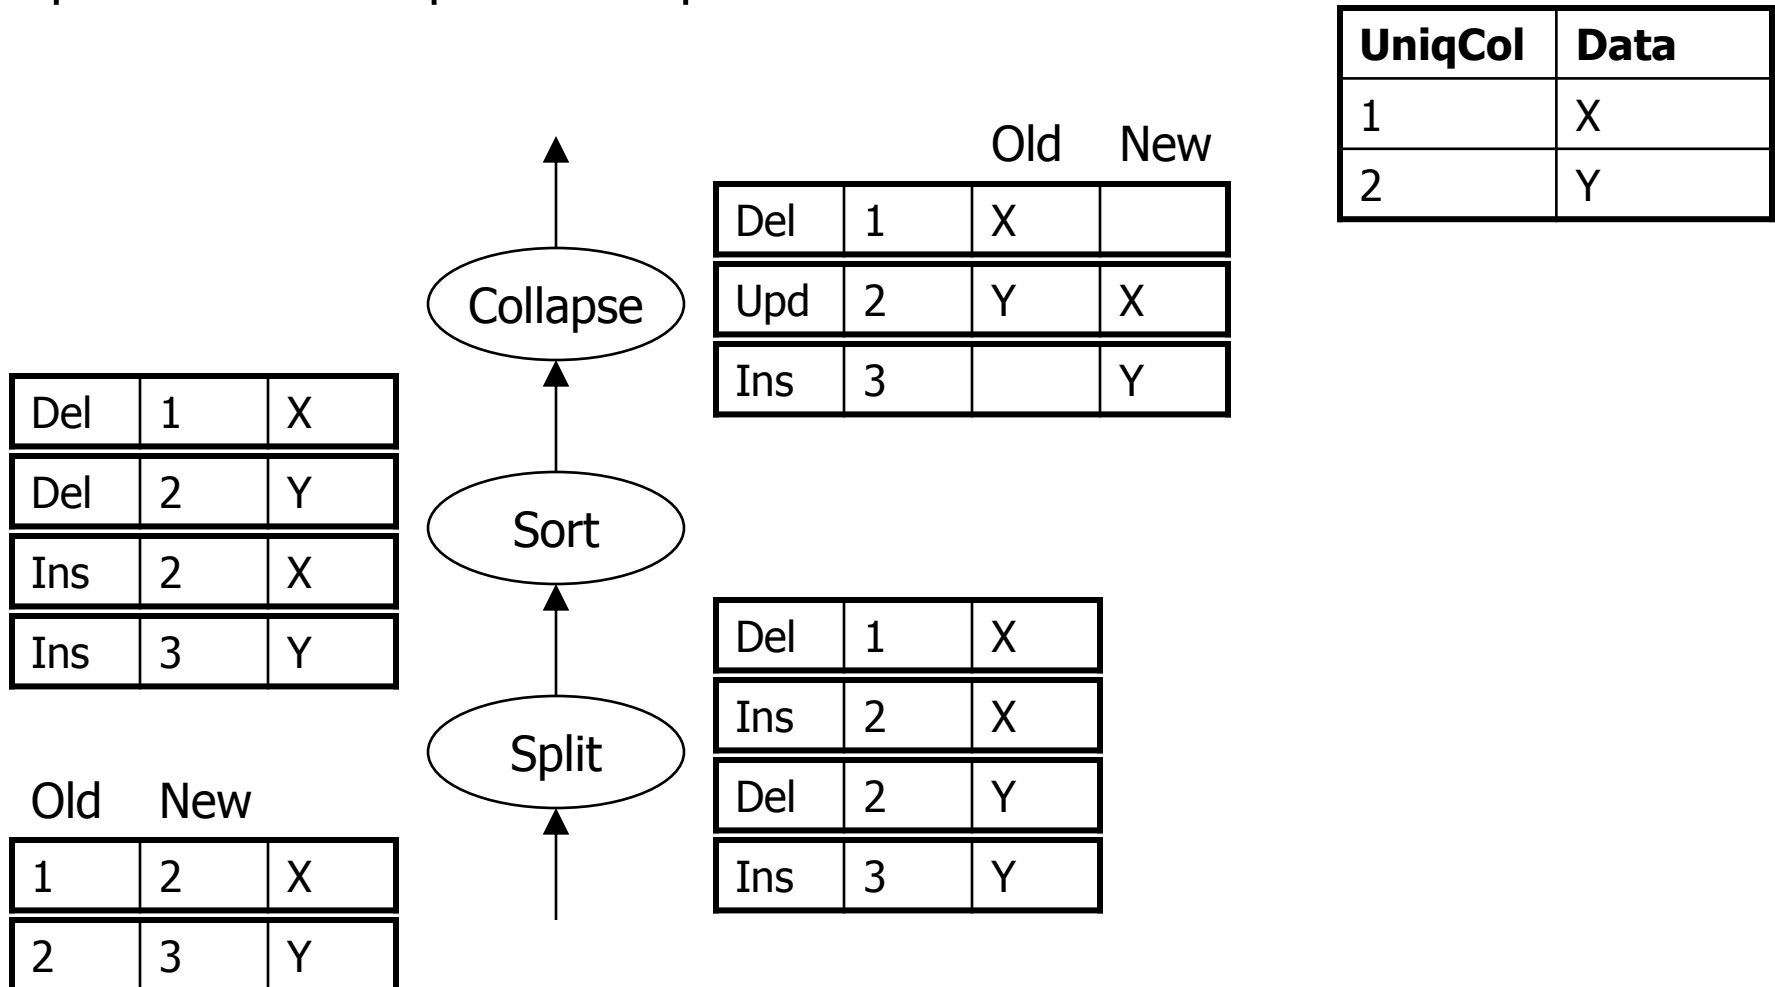 UniqCol Data
1 X
2 Y
Old New
Del 1 X
Upd 2 Y X
Ins 3 Y
Collapse
Del 1 X
Del 2 Y
Ins 2 X
Ins 3 Y
Sort
Del 1 X
Ins 2 X
Del 2 Y
Ins 3 Y
Split
Old New
1 2 X
2 3 Y